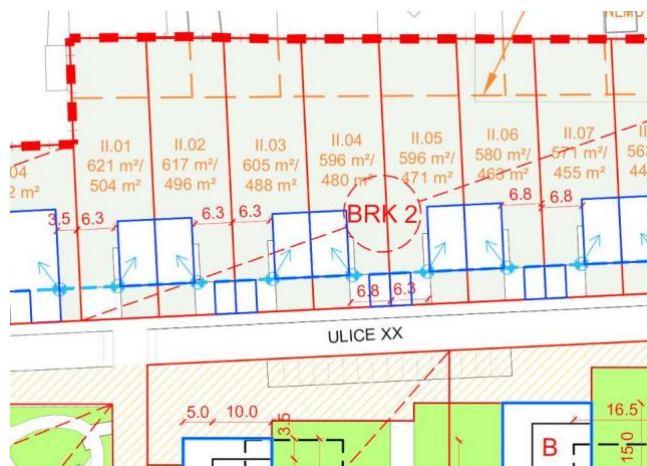 II.01
621 m²/
504 m²
II.02
617 m²/
496 m²
II.03
605 m²/
488 m²
II.04
596 m²/
480 m²
II.05
596 m²/
471 m²
II.06
580 m²/
463 m²
II.07
571 m²/
455 m²
3.5
6.3
6.3
6.3
BRK 2
6.8
6.8
6.8
6.3
ULICE XX
5.0
10.0
3.5
B
16.5
15.0